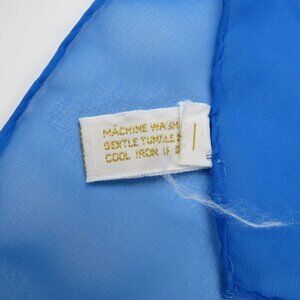 MACHINE WASH
GENTLE TUMBLE
COOL IRON IF